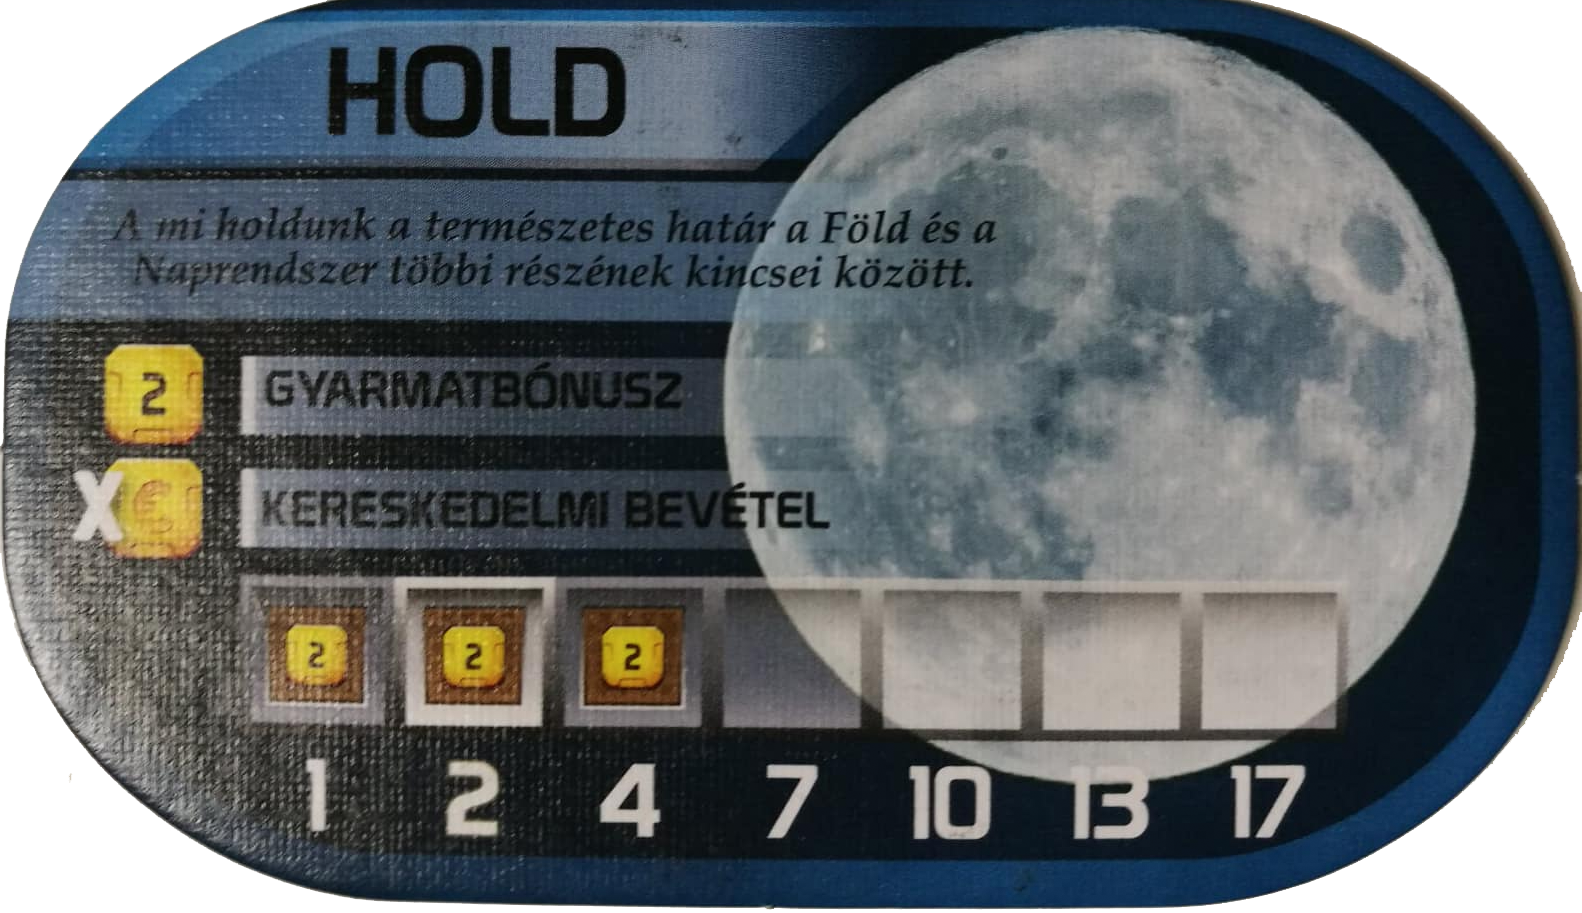 HOLD
A mi holdunk a természetes határ a Föld és a
Naprendszer többi részének kincsei között.
2 GYARMATBÓNUSZ
X € KERESKEDELMI BEVÉTEL
2 2 2
1 2 4 7 10 13 17